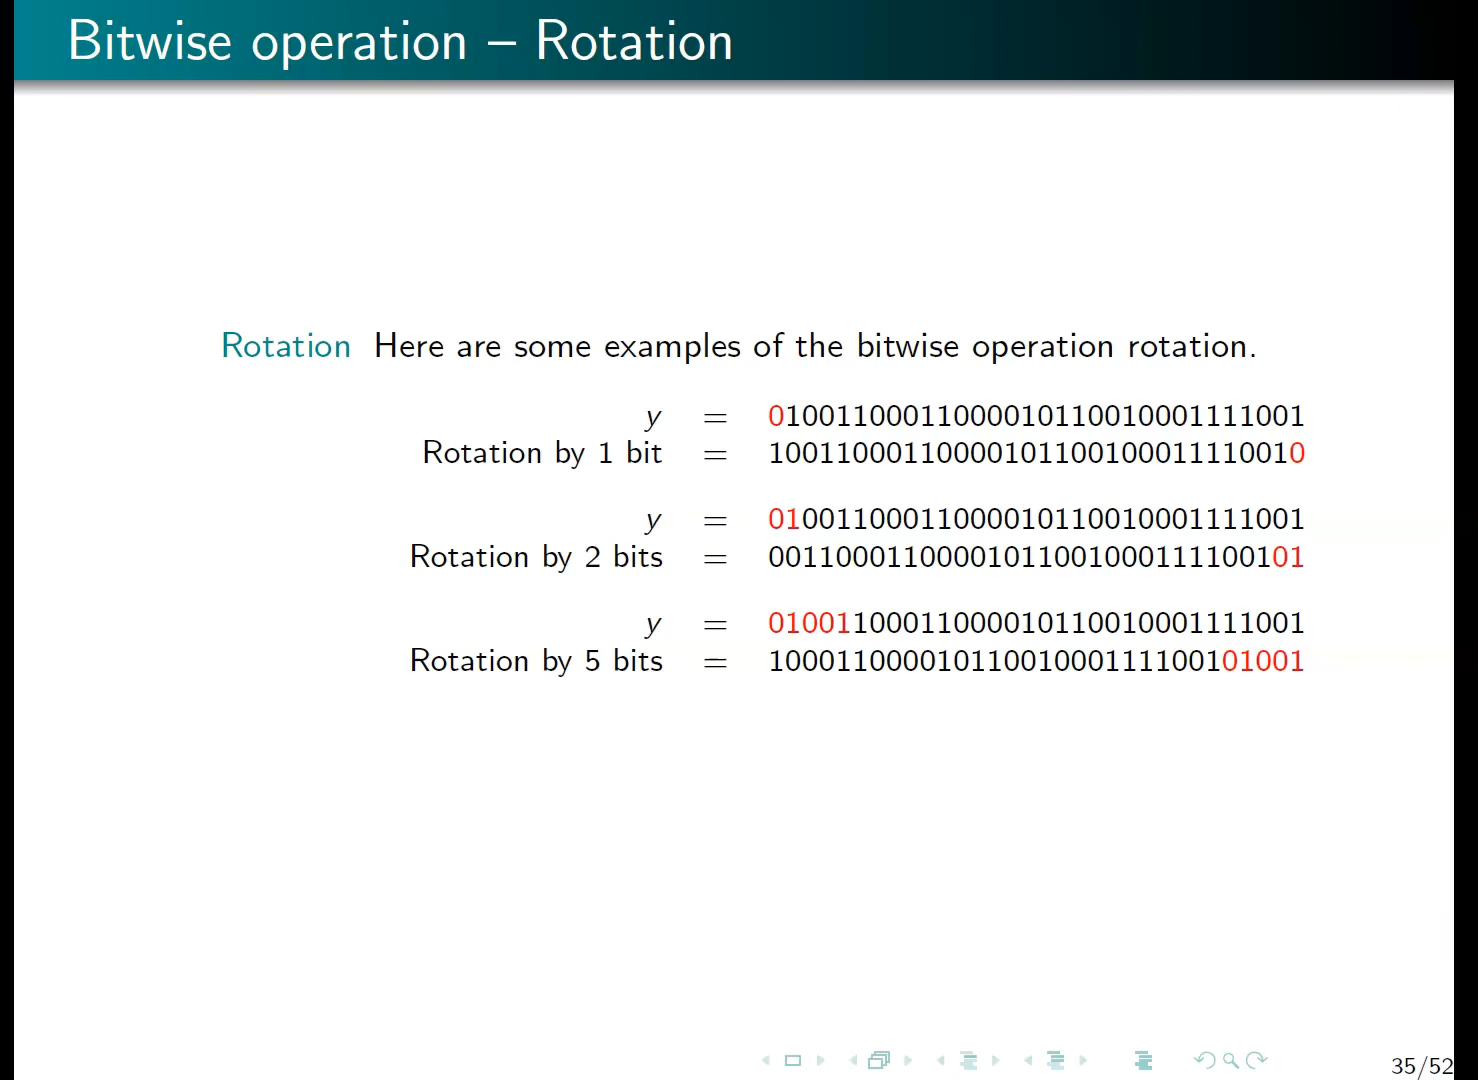 Bitwise operation – Rotation
Rotation Here are some examples of the bitwise operation rotation.
y = 01001100011000010110010001111001
Rotation by 1 bit = 10011000110000101100100011110010
y = 01001100011000010110010001111001
Rotation by 2 bits = 00110001100001011001000111100101
y = 01001100011000010110010001111001
Rotation by 5 bits = 10001100001011001000111100101001
35/52